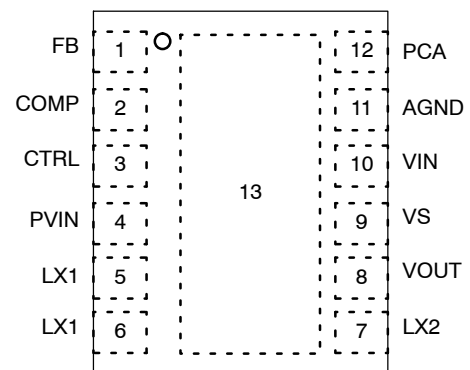 FB 1 12 PCA
COMP 2 11 AGND
CTRL 3 10 VIN
13
PVIN 4 9 VS
LX1 5 8 VOUT
LX1 6 7 LX2